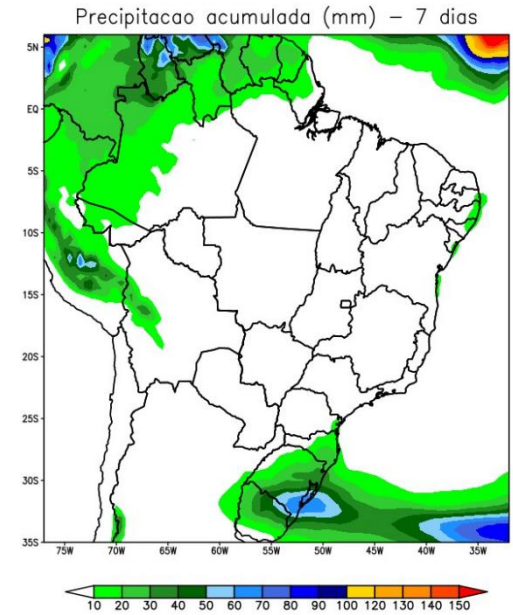 Precipitacao acumulada (mm) – 7 dias
5N
EQ
5S
10S
15S
20S
25S
30S
35S
75W 70W 65W 60W 55W 50W 45W 40W 35W
10 20 30 40 50 60 70 80 90 100 120 130 140 150